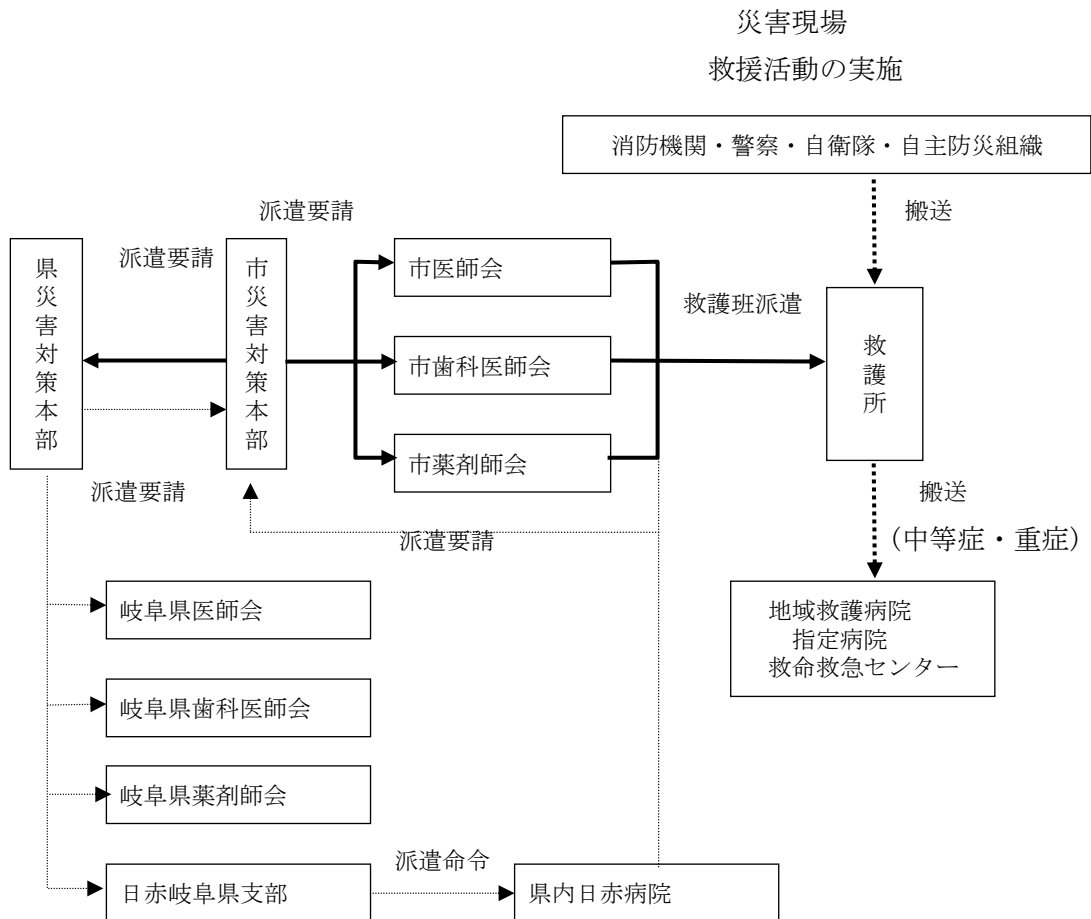 災害現場
救援活動の実施
消防機関・警察・自衛隊・自主防災組織
搬送
派遣要請
派遣要請
県災害対策本部
市災害対策本部
市医師会
市歯科医師会
市薬剤師会
救護班派遣
救護所
派遣要請
派遣要請
搬送
（中等症・重症）
地域救護病院
指定病院
救命救急センター
岐阜県医師会
岐阜県歯科医師会
岐阜県薬剤師会
日赤岐阜県支部
派遣命令
県内日赤病院